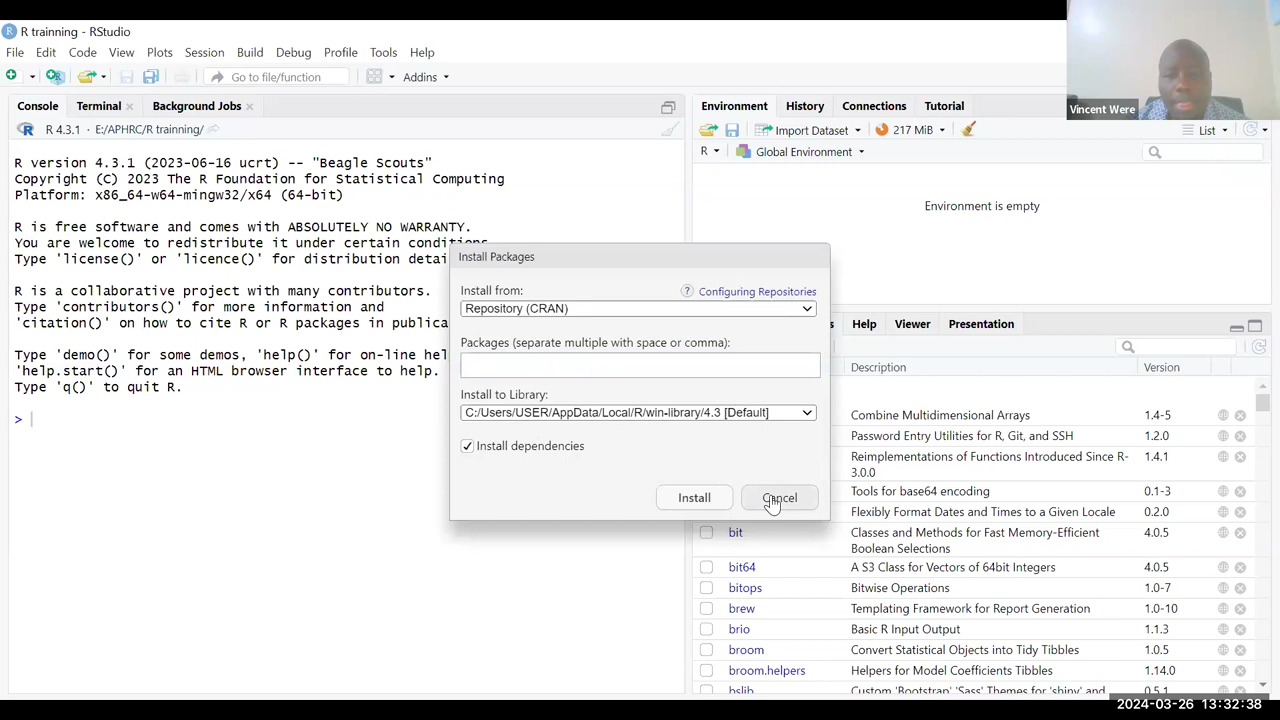 R trainning - RStudio
File Edit Code View Plots Session Build Debug Profile Tools Help
Go to file/function Addins
Vincent Were
Console Terminal Background Jobs
R 4.3.1 · E:/APHRC/R trainning/
R version 4.3.1 (2023-06-16 ucrt) -- "Beagle Scouts"
Copyright (C) 2023 The R Foundation for Statistical Computing
Platform: x86_64-w64-mingw32/x64 (64-bit)
R is free software and comes with ABSOLUTELY NO WARRANTY.
You are welcome to redistribute it under certain conditions.
Type 'license()' or 'licence()' for distribution detai
R is a collaborative project with many contributors.
Type 'contributors()' for more information and
'citation()' on how to cite R or R packages in publica
Type 'demo()' for some demos, 'help()' for on-line hel
'help.start()' for an HTML browser interface to help.
Type 'q()' to quit R.
>
Install Packages
Install from:
Configuring Repositories
Repository (CRAN)
Packages (separate multiple with space or comma):
Install to Library:
C:/Users/USER/AppData/Local/R/win-library/4.3 [Default]
Install dependencies
Install Cancel
Environment History Connections Tutorial
Import Dataset 217 MiB List
R Global Environment
Environment is empty
s Help Viewer Presentation
Description Version
Combine Multidimensional Arrays 1.4-5
Password Entry Utilities for R, Git, and SSH 1.2.0
Reimplementations of Functions Introduced Since R-3.0.0 1.4.1
Tools for base64 encoding 0.1-3
Flexibly Format Dates and Times to a Given Locale 0.2.0
bit Classes and Methods for Fast Memory-Efficient Boolean Selections 4.0.5
bit64 A S3 Class for Vectors of 64bit Integers 4.0.5
bitops Bitwise Operations 1.0-7
brew Templating Framework for Report Generation 1.0-10
brio Basic R Input Output 1.1.3
broom Convert Statistical Objects into Tidy Tibbles 1.0.5
broom.helpers Helpers for Model Coefficients Tibbles 1.14.0
bslib Custom 'Bootstrap' 'Sass' Themes for 'shiny' and 0.5.1
2024-03-26 13:32:38